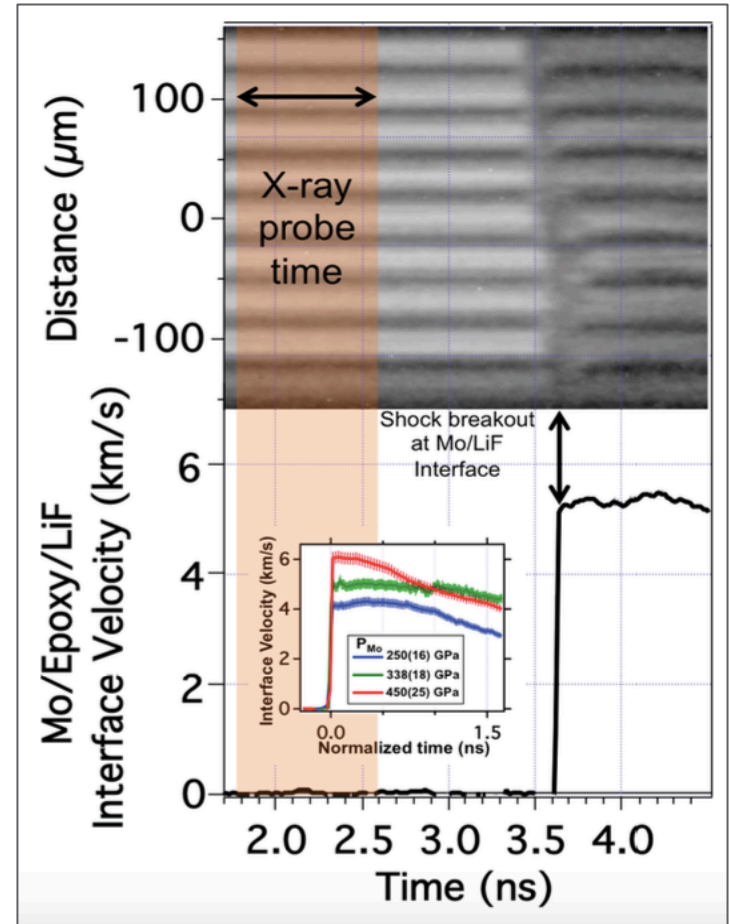 Distance (μm)
100
0
-100
X-ray
probe
time
Mo/Epoxy/LiF
Interface Velocity (km/s)
6
4
2
0
Shock breakout
at Mo/LiF
Interface
Interface Velocity (km/s)
6
4
2
0
P_Mo
250(16) GPa
338(18) GPa
450(25) GPa
0.0
1.5
Normalized time (ns)
2.0
2.5
3.0
3.5
4.0
Time (ns)